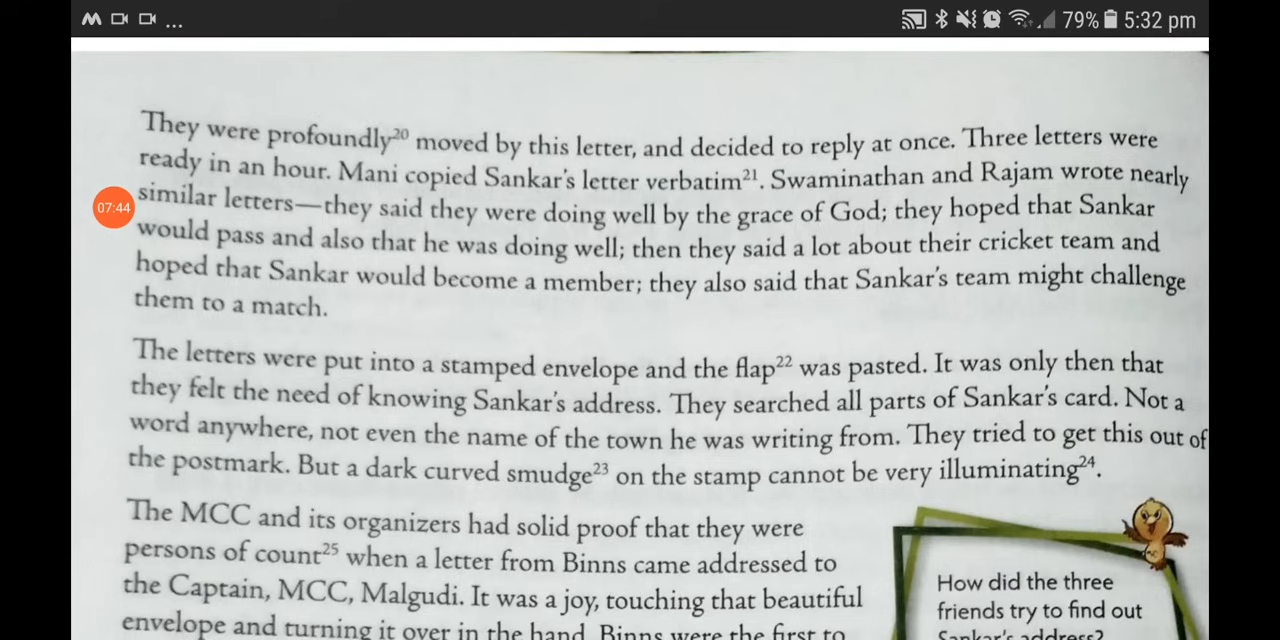 79% 5:32 pm
They were profoundly20 moved by this letter, and decided to reply at once. Three letters were
ready in an hour. Mani copied Sankar's letter verbatim21. Swaminathan and Rajam wrote nearly
07:44
similar letters—they said they were doing well by the grace of God; they hoped that Sankar
would pass and also that he was doing well; then they said a lot about their cricket team and
hoped that Sankar would become a member; they also said that Sankar's team might challenge
them to a match.
The letters were put into a stamped envelope and the flap22 was pasted. It was only then that
they felt the need of knowing Sankar's address. They searched all parts of Sankar's card. Not a
word anywhere, not even the name of the town he was writing from. They tried to get this out of
the postmark. But a dark curved smudge23 on the stamp cannot be very illuminating24.
The MCC and its organizers had solid proof that they were
persons of count25 when a letter from Binns came addressed to
the Captain, MCC, Malgudi. It was a joy, touching that beautiful
envelope and turning it over in the hand. Binns were the first to
How did the three
friends try to find out
Sankar's address?